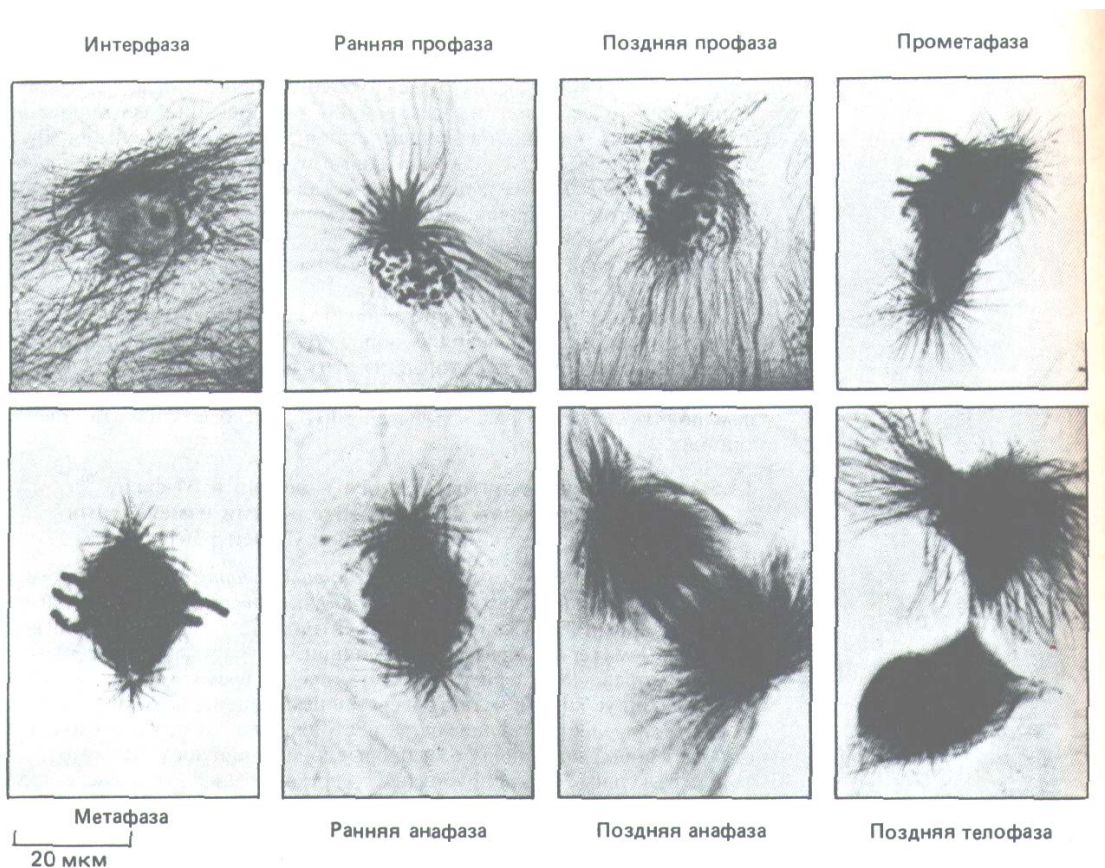 Интерфаза
Ранняя профаза
Поздняя профаза
Прометафаза
Метафаза
Ранняя анафаза
Поздняя анафаза
Поздняя телофаза
20 мкм